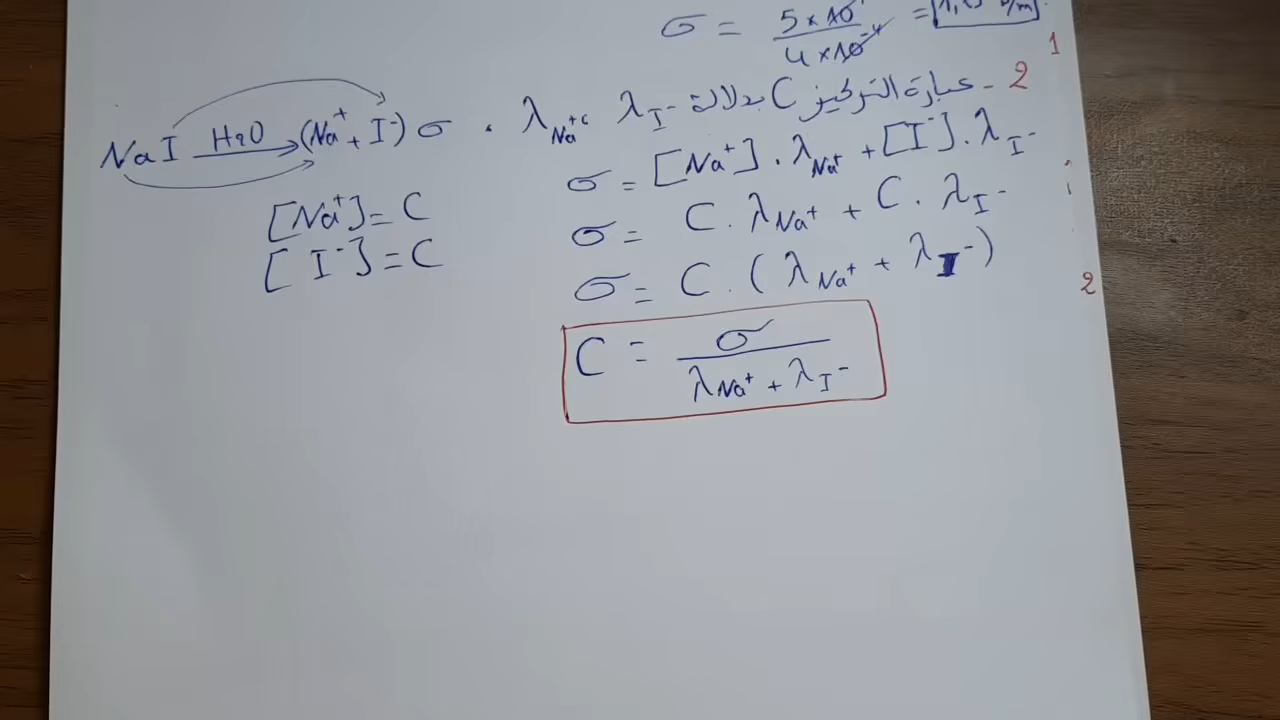 σ = 5×10 / 4×10⁻⁴ =
1
2 - عبارة التركيز C بدلالة λI⁻ λNa⁺ ، σ
NaI H₂O → (Na⁺ + I⁻)
σ = [Na⁺] . λNa⁺ + [I⁻] . λI⁻
[Na⁺] = C
σ = C . λNa⁺ + C . λI⁻
[I⁻] = C
σ = C . (λNa⁺ + λI⁻)
2
C = σ / λNa⁺ + λI⁻